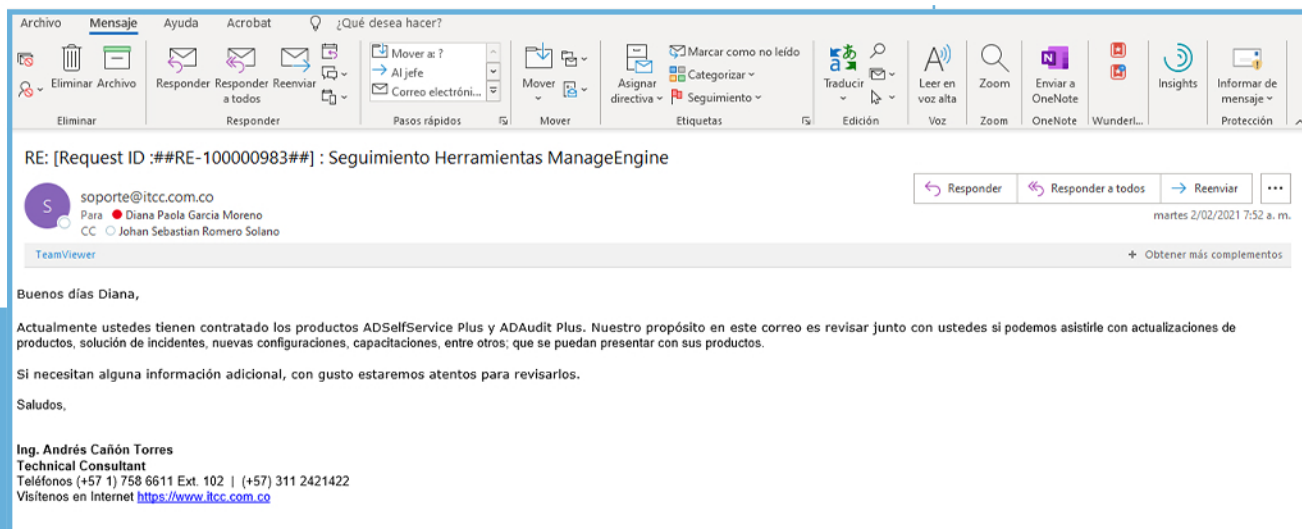 Archivo Mensaje Ayuda Acrobat ¿Qué desea hacer?
Eliminar Archivo
Responder Responder a todos Reenviar
Mover a: ?
Al jefe
Correo electróni...
Mover
Asignar directiva
Marcar como no leído
Categorizar
Seguimiento
Traducir
Leer en voz alta
Zoom
Enviar a OneNote
Insights
Informar de mensaje
Eliminar Responder Pasos rápidos Mover Etiquetas Edición Voz Zoom OneNote Wunderl... Protección
RE: [Request ID :##RE-100000983##] : Seguimiento Herramientas ManageEngine
S
soporte@itcc.com.co
Para Diana Paola Garcia Moreno
CC Johan Sebastian Romero Solano
Responder Responder a todos Reenviar ...
martes 2/02/2021 7:52 a. m.
TeamViewer + Obtener más complementos
Buenos días Diana,
Actualmente ustedes tienen contratado los productos ADSelfService Plus y ADAudit Plus. Nuestro propósito en este correo es revisar junto con ustedes si podemos asistirle con actualizaciones de
productos, solución de incidentes, nuevas configuraciones, capacitaciones, entre otros; que se puedan presentar con sus productos.
Si necesitan alguna información adicional, con gusto estaremos atentos para revisarlos.
Saludos,
Ing. Andrés Cañón Torres
Technical Consultant
Teléfonos (+57 1) 758 6611 Ext. 102 | (+57) 311 2421422
Visítenos en Internet https://www.itcc.com.co